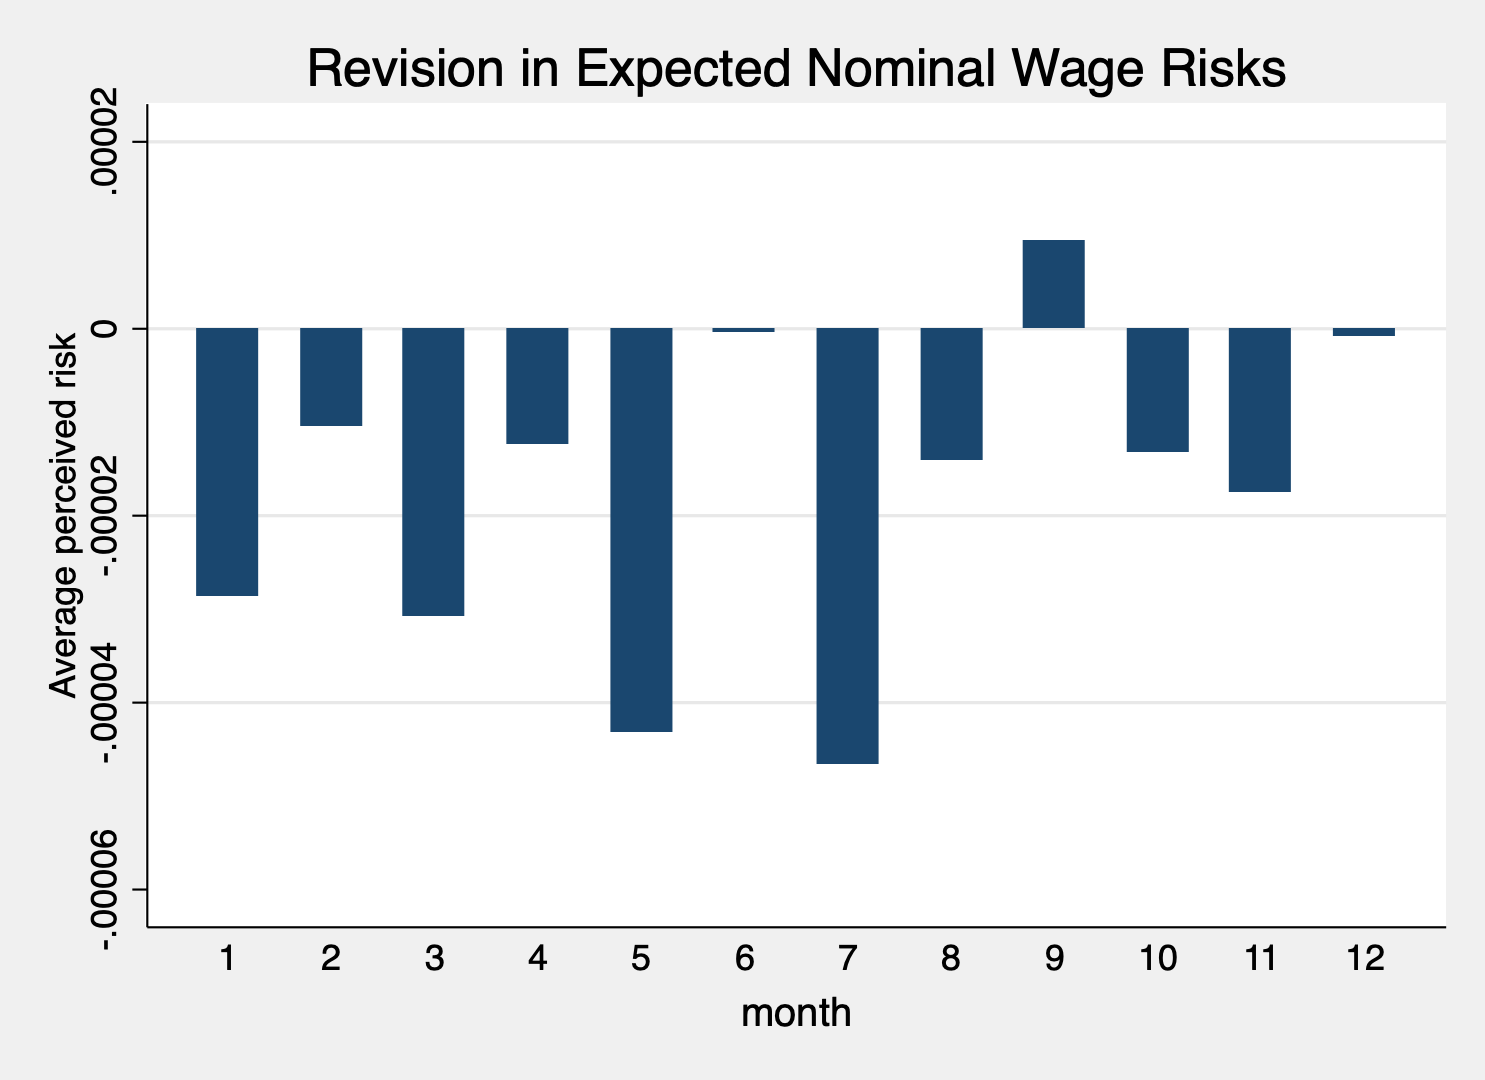 Revision in Expected Nominal Wage Risks
Average perceived risk
.00002
0
-.00002
-.00004
-.00006
1 2 3 4 5 6 7 8 9 10 11 12
month